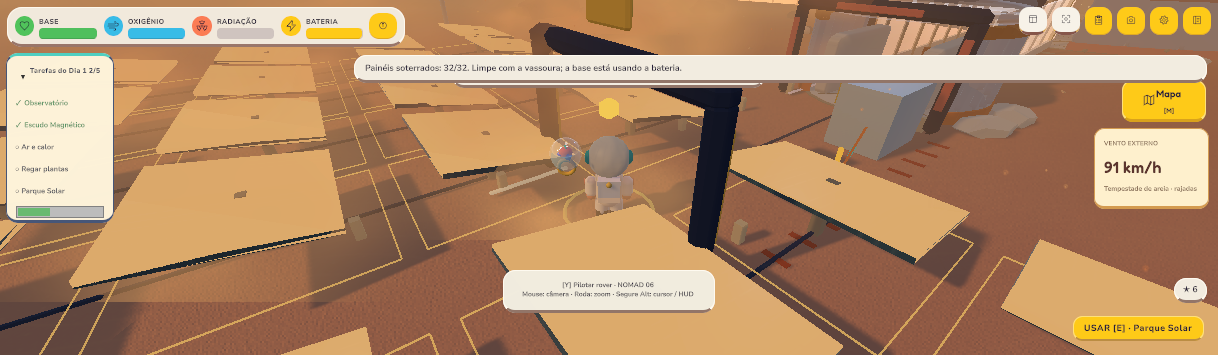 BASE
OXIGÊNIO
RADIAÇÃO
BATERIA
Painéis soterrados: 32/32. Limpe com a vassoura; a base está usando a bateria.
▼ Tarefas do Dia 1 2/5
✓ Observatório
✓ Escudo Magnético
○ Ar e calor
○ Regar plantas
○ Parque Solar
Mapa
[M]
VENTO EXTERNO
91 km/h
Tempestade de areia · rajadas
[Y] Pilotar rover · NOMAD 06
Mouse: câmera · Roda: zoom · Segure Alt: cursor / HUD
★ 6
USAR [E] · Parque Solar